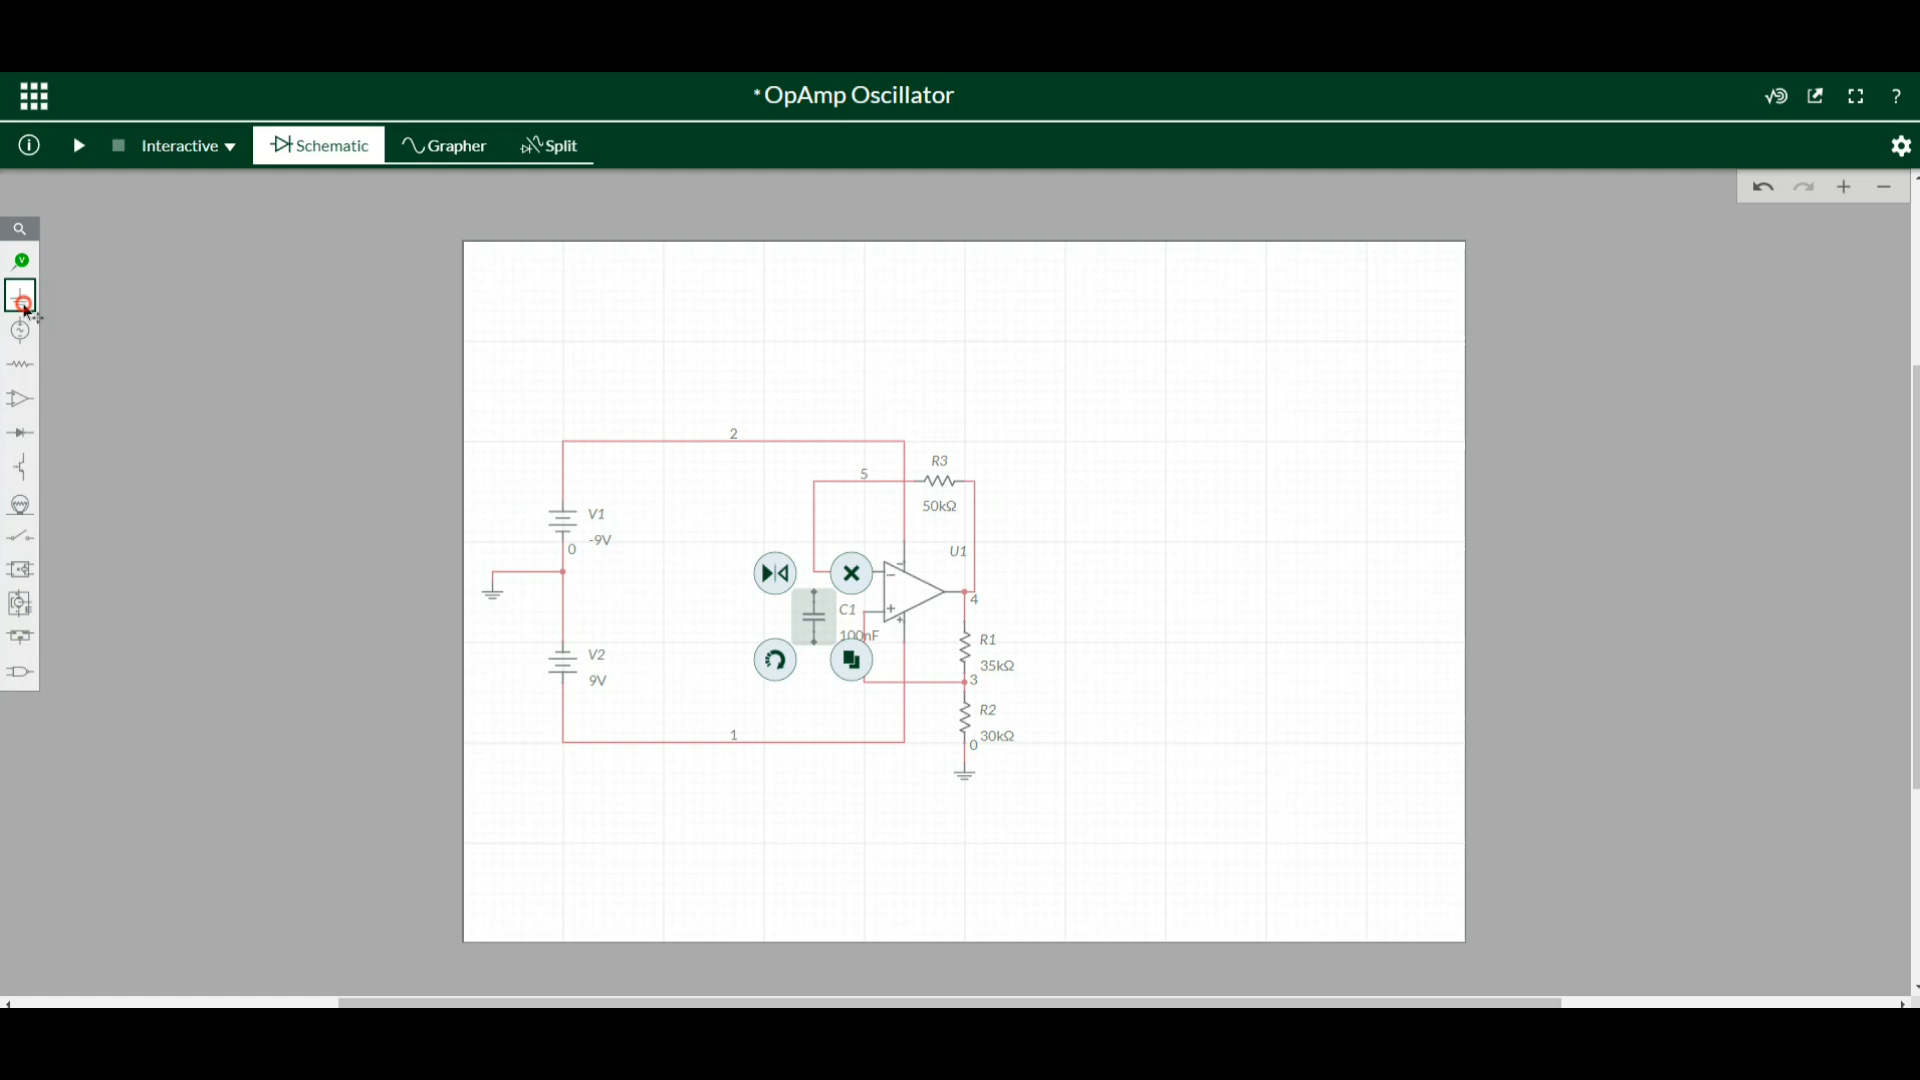 * OpAmp Oscillator
?
Interactive
Schematic
Grapher
Split
V
2
R3
5
50kΩ
V1
-9V
0
U1
4
C1
100nF
R1
35kΩ
3
V2
9V
R2
30kΩ
0
1